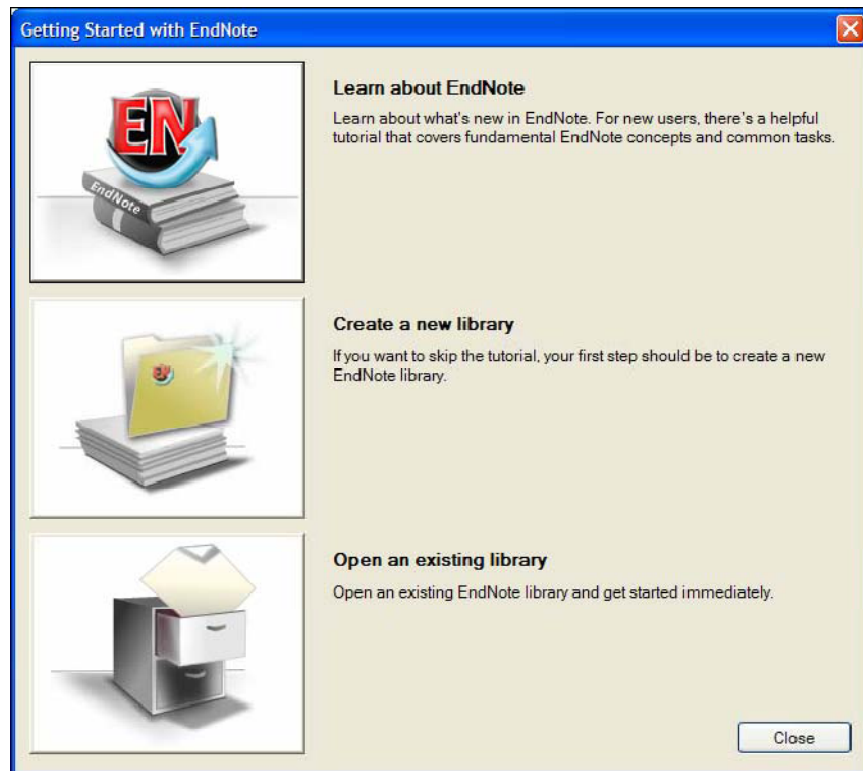 Getting Started with EndNote
EN
EndNote
Learn about EndNote
Learn about what's new in EndNote. For new users, there's a helpful
tutorial that covers fundamental EndNote concepts and common tasks.
EN
Create a new library
If you want to skip the tutorial, your first step should be to create a new
EndNote library.
Open an existing library
Open an existing EndNote library and get started immediately.
Close